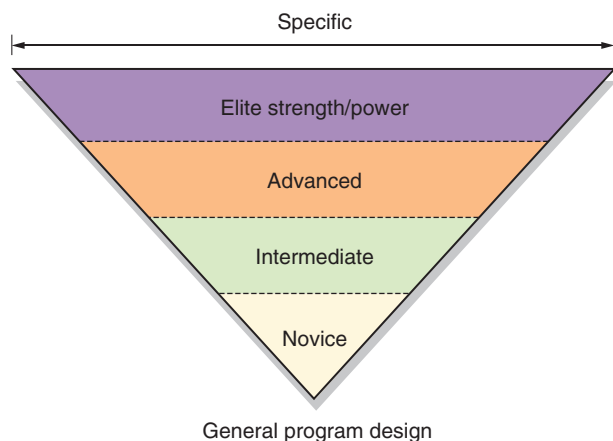 Specific
Elite strength/power
Advanced
Intermediate
Novice
General program design